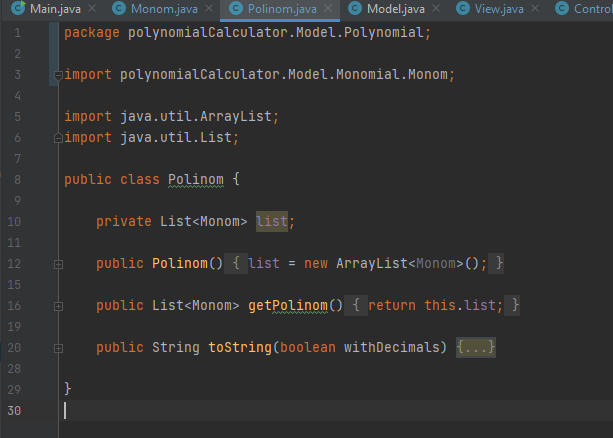 Main.java Monom.java Polinom.java Model.java View.java Control
1 package polynomialCalculator.Model.Polynomial;
2
3 import polynomialCalculator.Model.Monomial.Monom;
4
5 import java.util.ArrayList;
6 import java.util.List;
7
8 public class Polinom {
9
10 private List<Monom> list;
11
12 public Polinom() { list = new ArrayList<Monom>(); }
15
16 public List<Monom> getPolinom() { return this.list; }
19
20 public String toString(boolean withDecimals) {...}
28
29 }
30